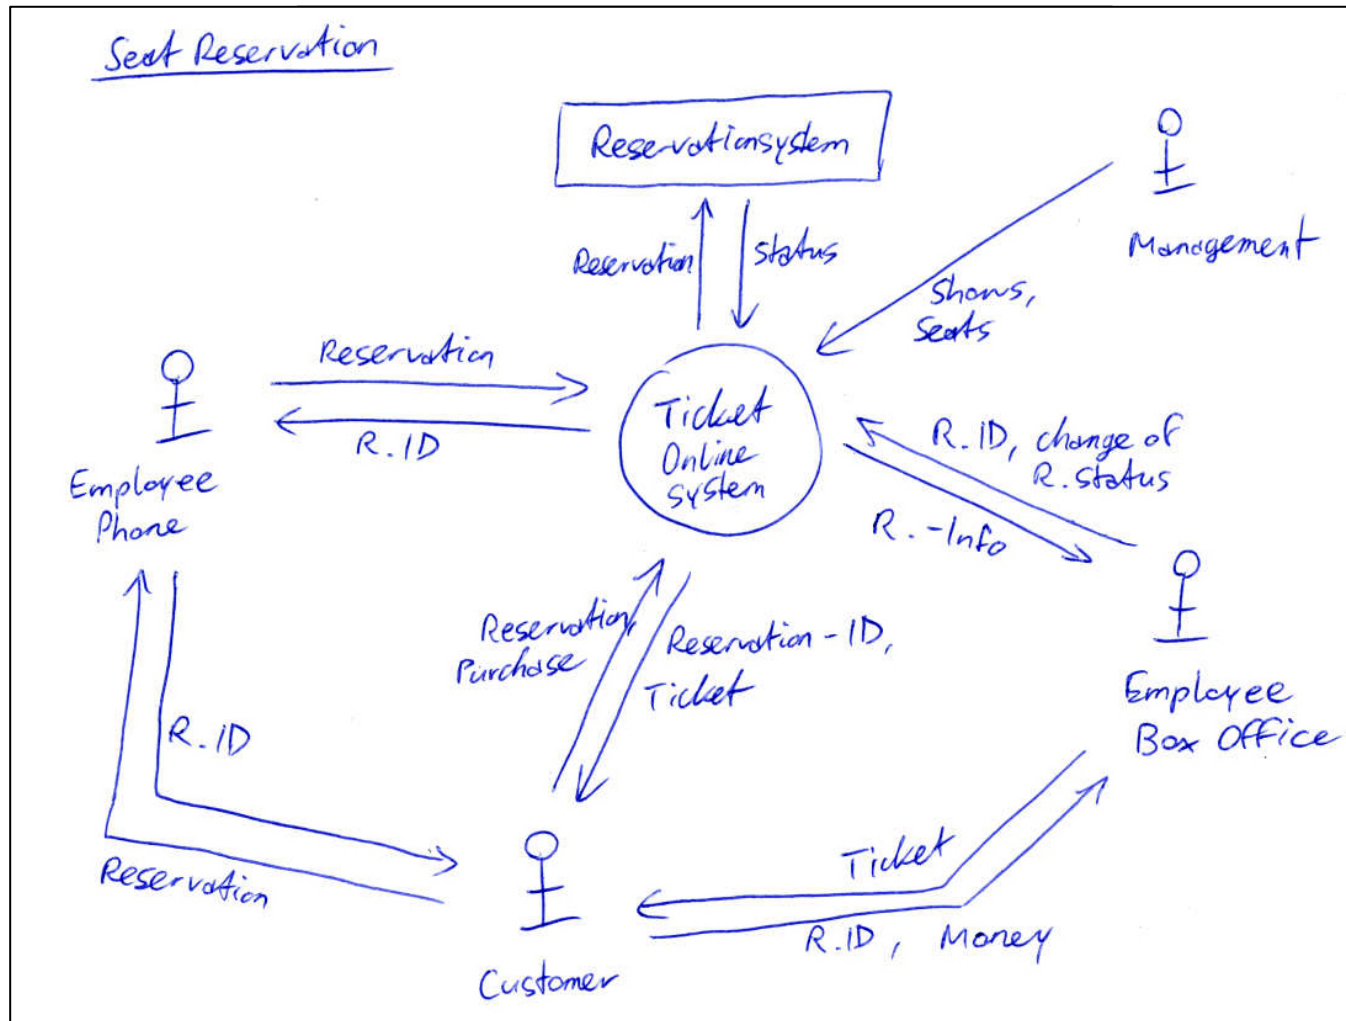 Seat Reservation
Reservationsystem
Reservation
Status
Management
Shows,
Seats
Reservation
R.ID
Employee
Phone
Ticket
Online
System
R.ID, change of
R.Status
R.-Info
Employee
Box Office
Reservation,
Purchase
Reservation-ID,
Ticket
R.ID
Reservation
Ticket
R.ID, Money
Customer